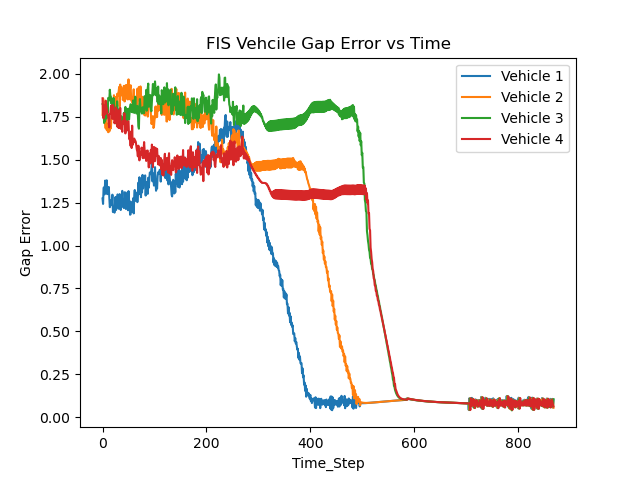 FIS Vehcile Gap Error vs Time
Vehicle 1
Vehicle 2
Vehicle 3
Vehicle 4
Gap Error
2.00
1.75
1.50
1.25
1.00
0.75
0.50
0.25
0.00
0 200 400 600 800
Time_Step